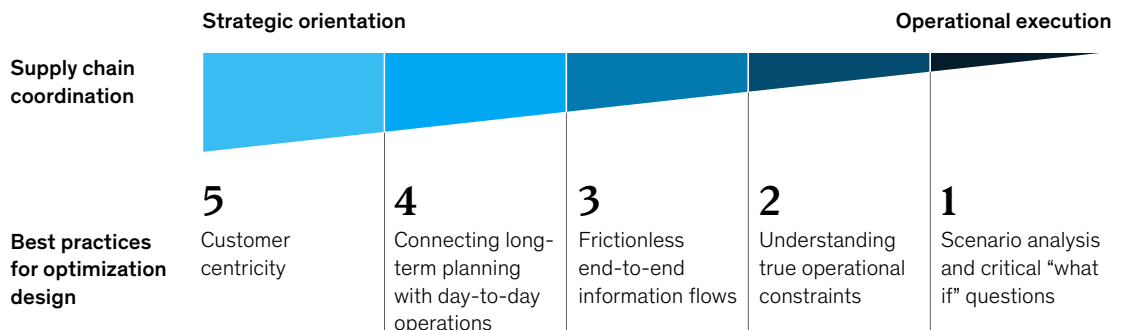 Strategic orientation
Operational execution
Supply chain
coordination
Best practices
for optimization
design
5
Customer
centricity
4
Connecting long-
term planning
with day-to-day
operations
3
Frictionless
end-to-end
information flows
2
Understanding
true operational
constraints
1
Scenario analysis
and critical “what
if” questions